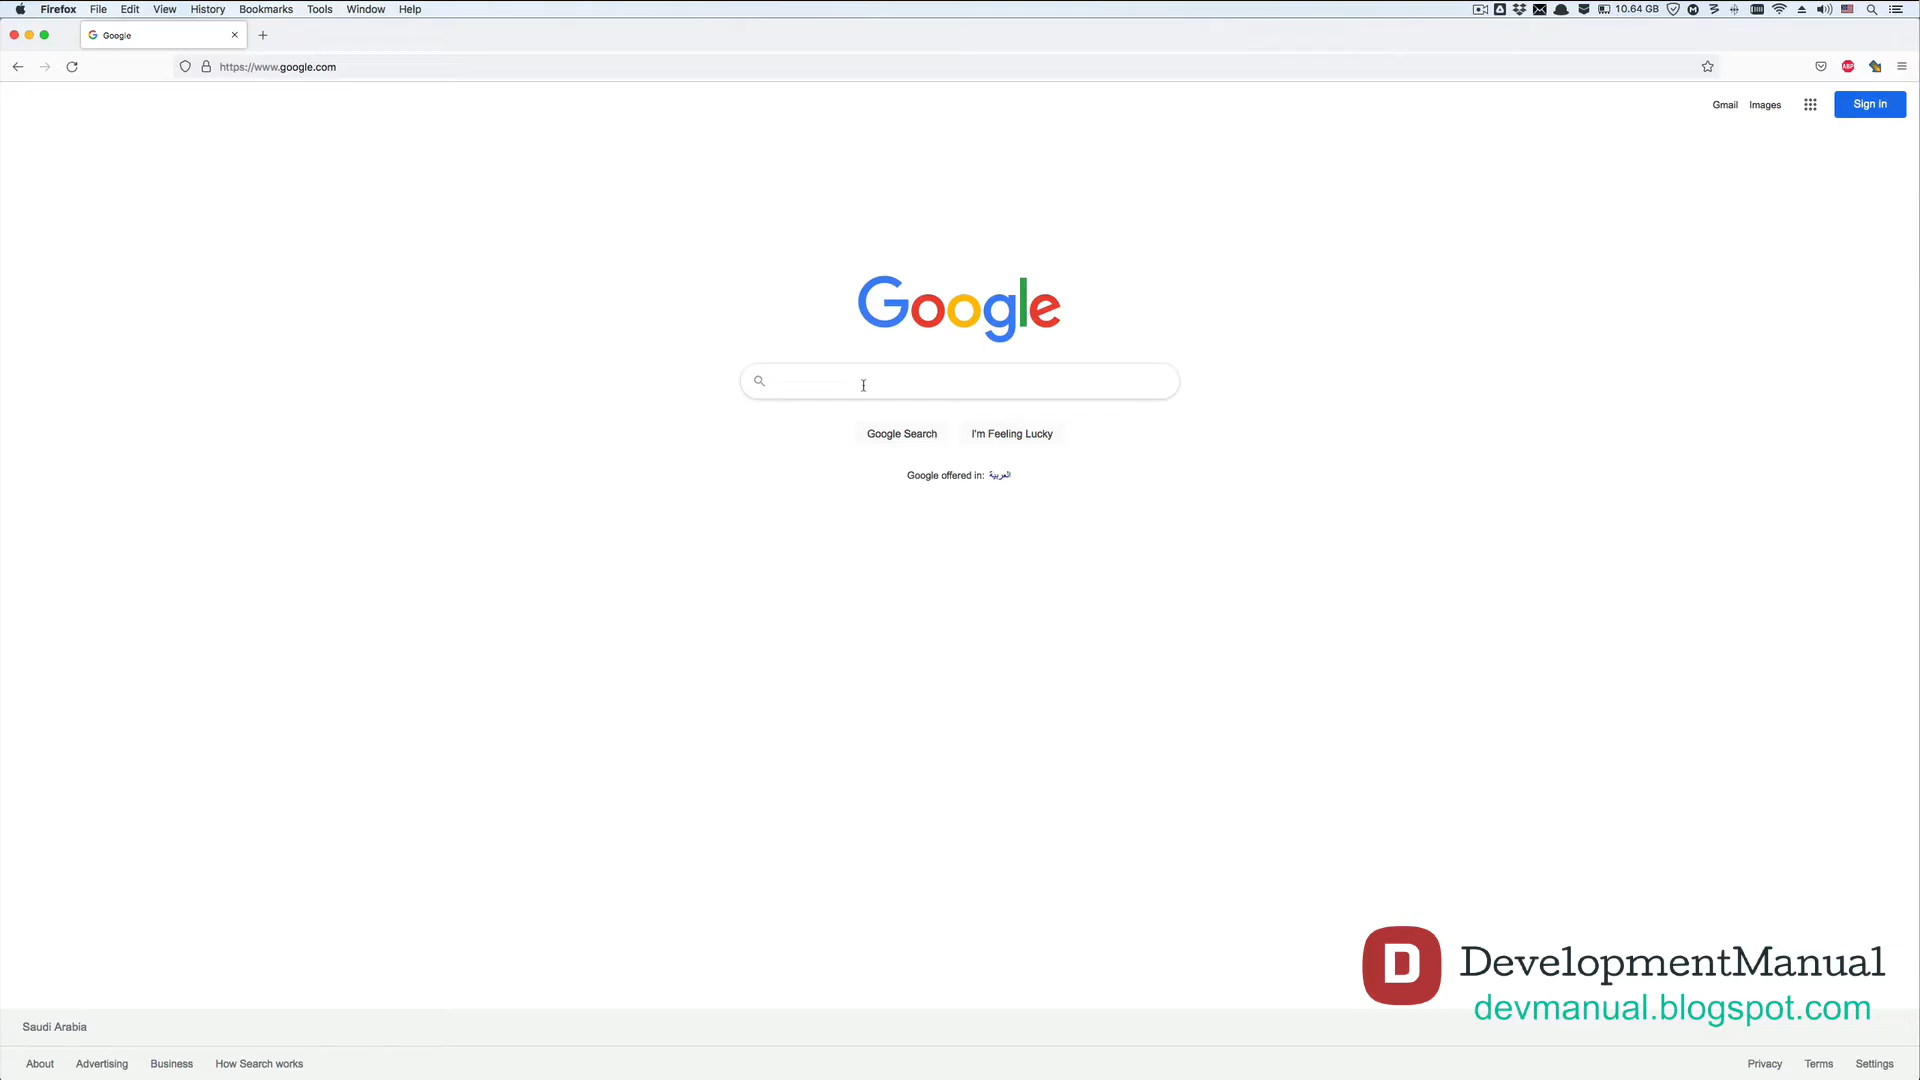 Firefox File Edit View History Bookmarks Tools Window Help 10.64 GB
Google
https://www.google.com
Gmail Images Sign in
Google
Google Search I'm Feeling Lucky
Google offered in: العربية
D DevelopmentManual
devmanual.blogspot.com
Saudi Arabia
About Advertising Business How Search works Privacy Terms Settings